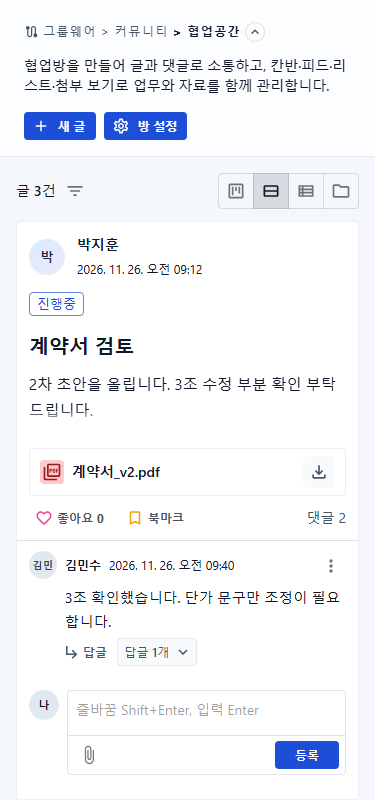 그룹웨어 > 커뮤니티 > 협업공간
협업방을 만들어 글과 댓글로 소통하고, 칸반·피드·리
스트·첨부 보기로 업무와 자료를 함께 관리합니다.
새 글 방 설정
글 3건
박 박지훈
2026. 11. 26. 오전 09:12
진행중
계약서 검토
2차 초안을 올립니다. 3조 수정 부분 확인 부탁
드립니다.
PDF 계약서_v2.pdf
좋아요 0 북마크 댓글 2
김민 김민수 2026. 11. 26. 오전 09:40
3조 확인했습니다. 단가 문구만 조정이 필요
합니다.
답글 답글 1개
나 줄바꿈 Shift+Enter, 입력 Enter
등록